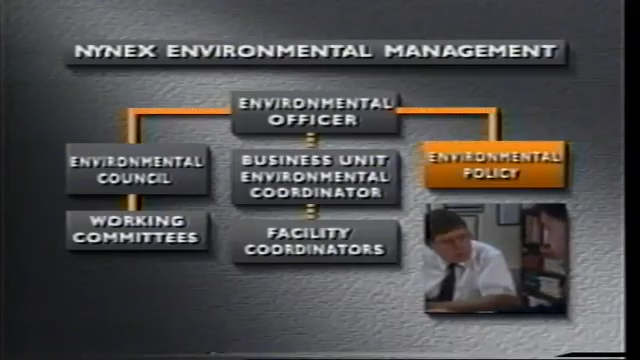 NYNEX ENVIRONMENTAL MANAGEMENT
ENVIRONMENTAL
OFFICER
ENVIRONMENTAL
COUNCIL
BUSINESS UNIT
ENVIRONMENTAL
COORDINATOR
ENVIRONMENTAL
POLICY
WORKING
COMMITTEES
FACILITY
COORDINATORS